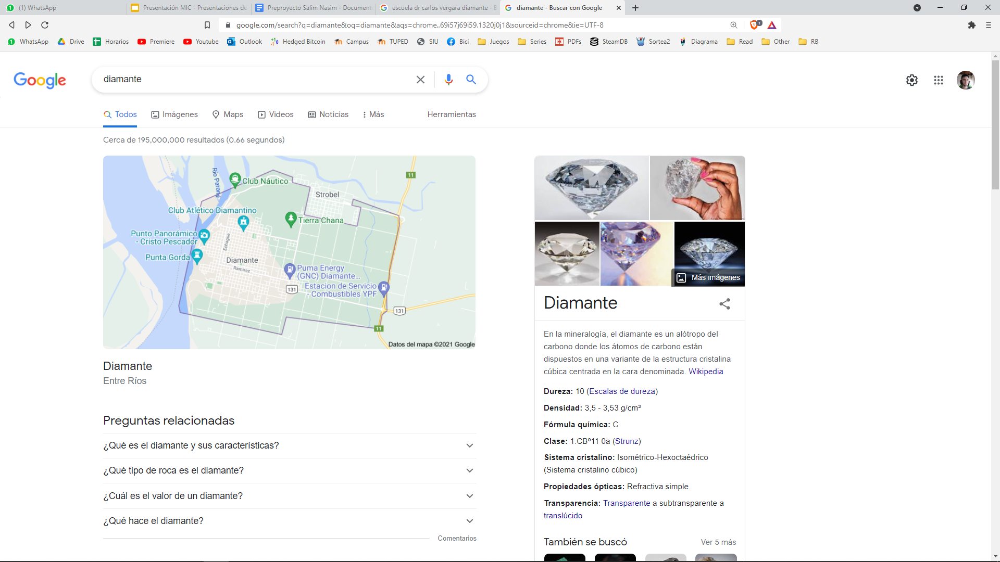 (1) WhatsApp
Presentación MIC - Presentaciones de
Preproyecto Salim Nasim - Document
escuela dr carlos vergara diamante - B
diamante - Buscar con Google
google.com/search?q=diamante&oq=diamante&aqs=chrome..69i57j69i59.1320j0j1&sourceid=chrome&ie=UTF-8
1
WhatsApp Drive Horarios Premiere Youtube Outlook Hedged Bitcoin Campus TUPED SIU Bici Juegos Series PDFs SteamDB Sortea2 Diagrama Read Other RB
Google
diamante
Todos Imágenes Maps Videos Noticias Más Herramientas
Cerca de 195,000,000 resultados (0.66 segundos)
Río Paraná
Club Náutico
11
Strobel
Club Atlético Diamantino
Tierra Chana
Punto Panorámico
- Cristo Pescador
Echagüe
Punta Gorda
Diamante
Ramírez
Puma Energy
(GNC) Diamante...
131
Estacion de Servicio
- Combustibles YPF
131
11
Datos del mapa ©2021 Google
Diamante
Entre Ríos
Preguntas relacionadas
¿Qué es el diamante y sus características?
¿Qué tipo de roca es el diamante?
¿Cuál es el valor de un diamante?
¿Qué hace el diamante?
Comentarios
Más imágenes
Diamante
En la mineralogía, el diamante es un alótropo del
carbono donde los átomos de carbono están
dispuestos en una variante de la estructura cristalina
cúbica centrada en la cara denominada. Wikipedia
Dureza: 10 (Escalas de dureza)
Densidad: 3,5 - 3,53 g/cm³
Fórmula química: C
Clase: 1.CBº11 0a (Strunz)
Sistema cristalino: Isométrico-Hexoctaédrico
(Sistema cristalino cúbico)
Propiedades ópticas: Refractiva simple
Transparencia: Transparente a subtransparente a
translúcido
También se buscó
Ver 5 más